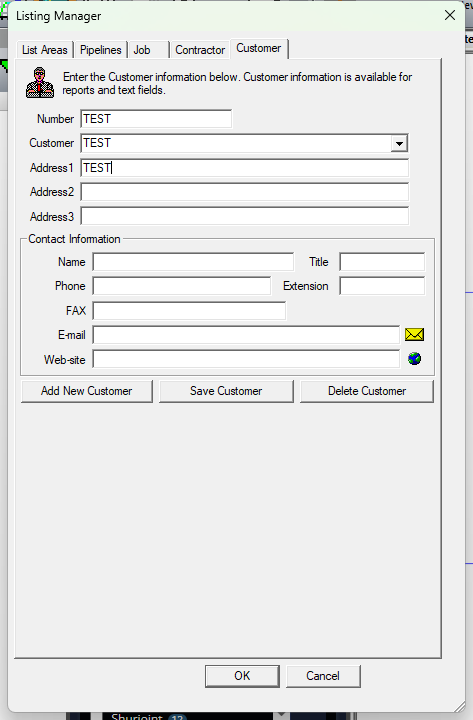 Listing Manager
List Areas
Pipelines
Job
Contractor
Customer
Enter the Customer information below. Customer information is available for
reports and text fields.
Number TEST
Customer TEST
Address1 TEST
Address2
Address3
Contact Information
Name
Title
Phone
Extension
FAX
E-mail
Web-site
Add New Customer
Save Customer
Delete Customer
OK
Cancel
Shurjoint 12